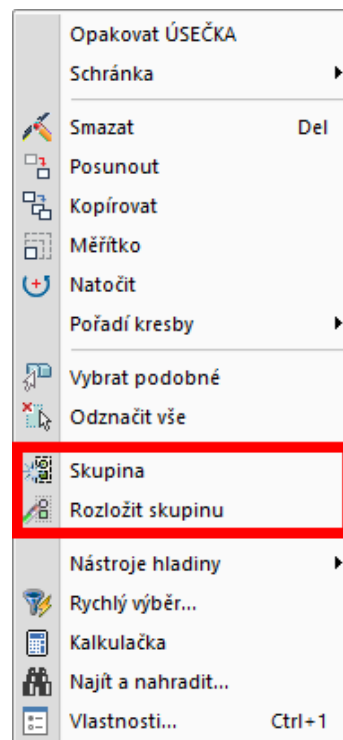 Opakovat ÚSEČKA
Schránka
Smazat Del
Posunout
Kopírovat
Měřítko
Natočit
Pořadí kresby
Vybrat podobné
Odznačit vše
Skupina
Rozložit skupinu
Nástroje hladiny
Rychlý výběr...
Kalkulačka
Najít a nahradit...
Vlastnosti... Ctrl+1